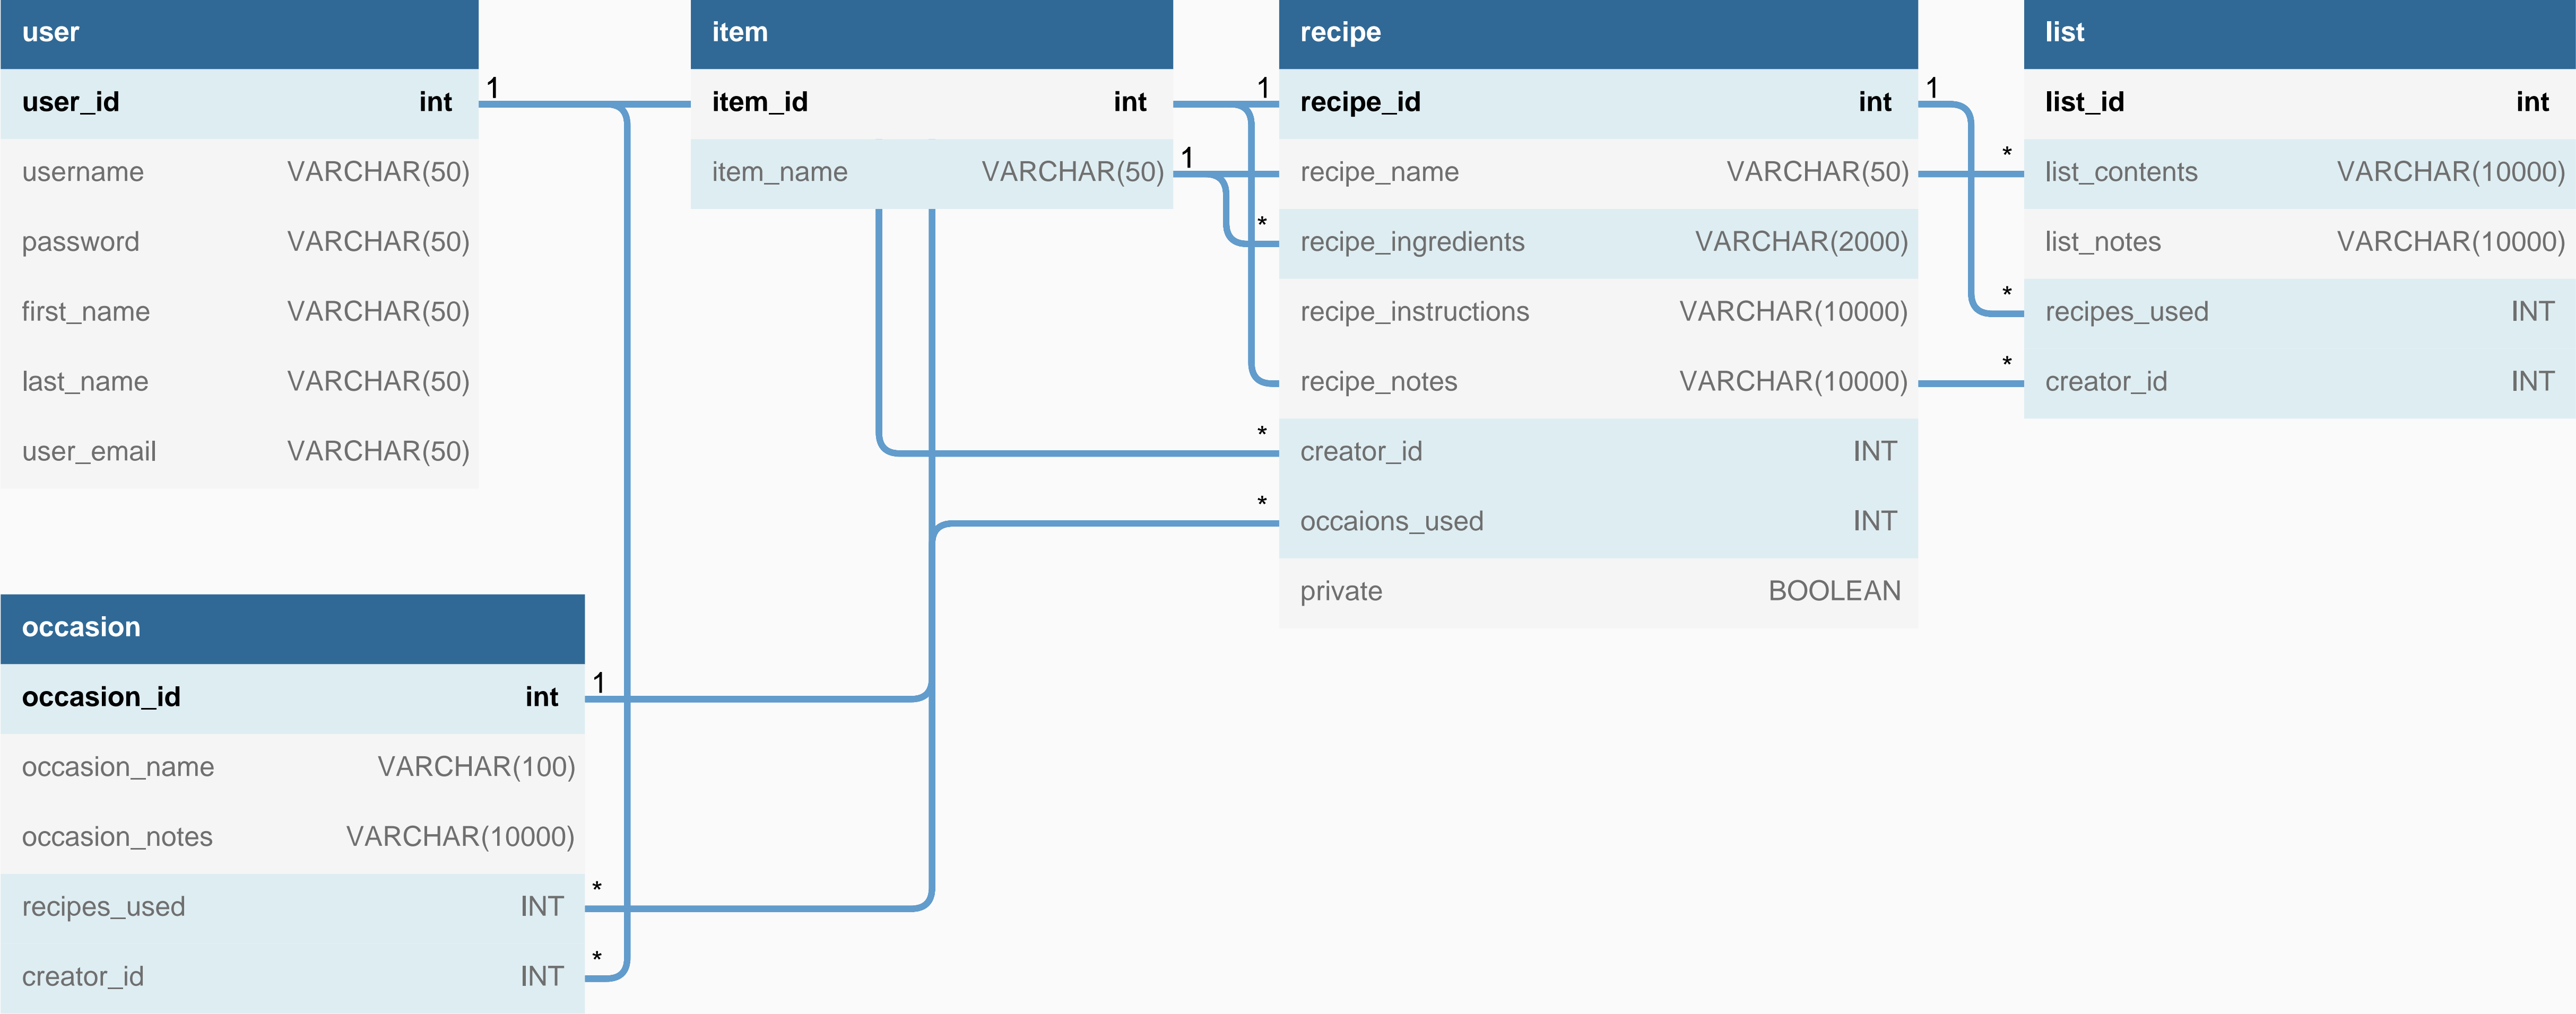 user
user_id int 1
username VARCHAR(50)
password VARCHAR(50)
first_name VARCHAR(50)
last_name VARCHAR(50)
user_email VARCHAR(50)
item
item_id int
item_name VARCHAR(50) 1
recipe
1 recipe_id int 1
recipe_name VARCHAR(50)
* recipe_ingredients VARCHAR(2000)
recipe_instructions VARCHAR(10000)
recipe_notes VARCHAR(10000)
* creator_id INT
* occaions_used INT
private BOOLEAN
list
list_id int
* list_contents VARCHAR(10000)
list_notes VARCHAR(10000)
* recipes_used INT
* creator_id INT
occasion
occasion_id int 1
occasion_name VARCHAR(100)
occasion_notes VARCHAR(10000)
recipes_used INT *
creator_id INT *